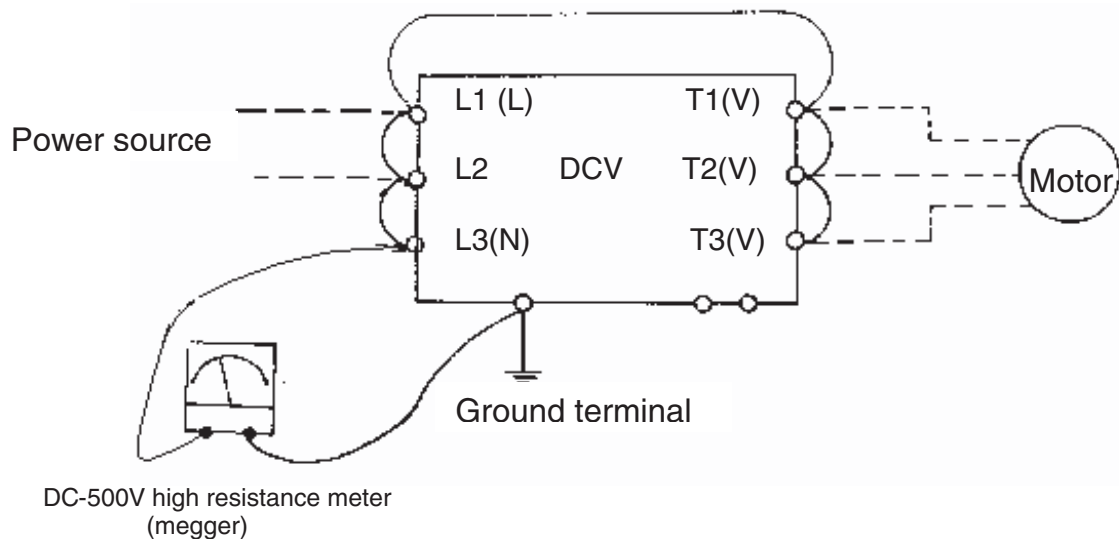 L1 (L)
T1(V)
Power source
L2
DCV
T2(V)
Motor
L3(N)
T3(V)
Ground terminal
DC-500V high resistance meter
(megger)